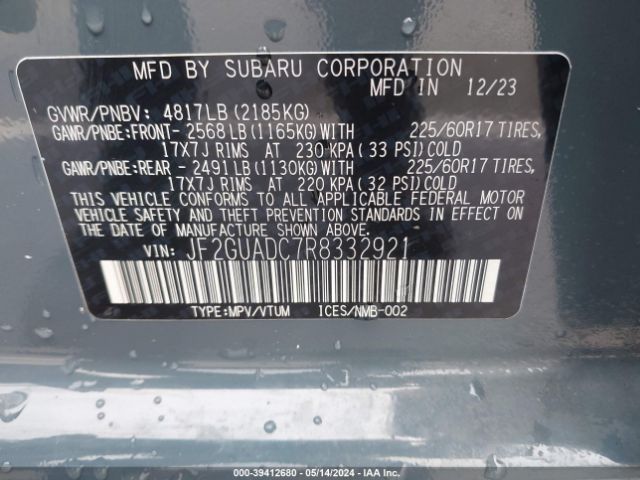 MFD BY SUBARU CORPORATION
MFD IN 12/23
GVWR/PNBV: 4817LB (2185KG)
GAWR/PNBE:FRONT- 2568LB (1165KG)WITH 225/60R17 TIRES,
17X7J RIMS AT 230 KPA (33 PSI)COLD
GAWR/PNBE:REAR - 2491LB (1130KG)WITH 225/60R17 TIRES,
17X7J RIMS AT 220 KPA (32 PSI)COLD
THIS VEHICLE CONFORMS TO ALL APPLICABLE FEDERAL MOTOR
VEHICLE SAFETY AND THEFT PREVENTION STANDARDS IN EFFECT
ON THE DATE OF MANUFACTURE SHOWN ABOVE.
VIN: JF2GUADC7R8332921
TYPE:MPV/VTUM ICES/NMB-002
000-39412680 - 05/14/2024 - IAA Inc.